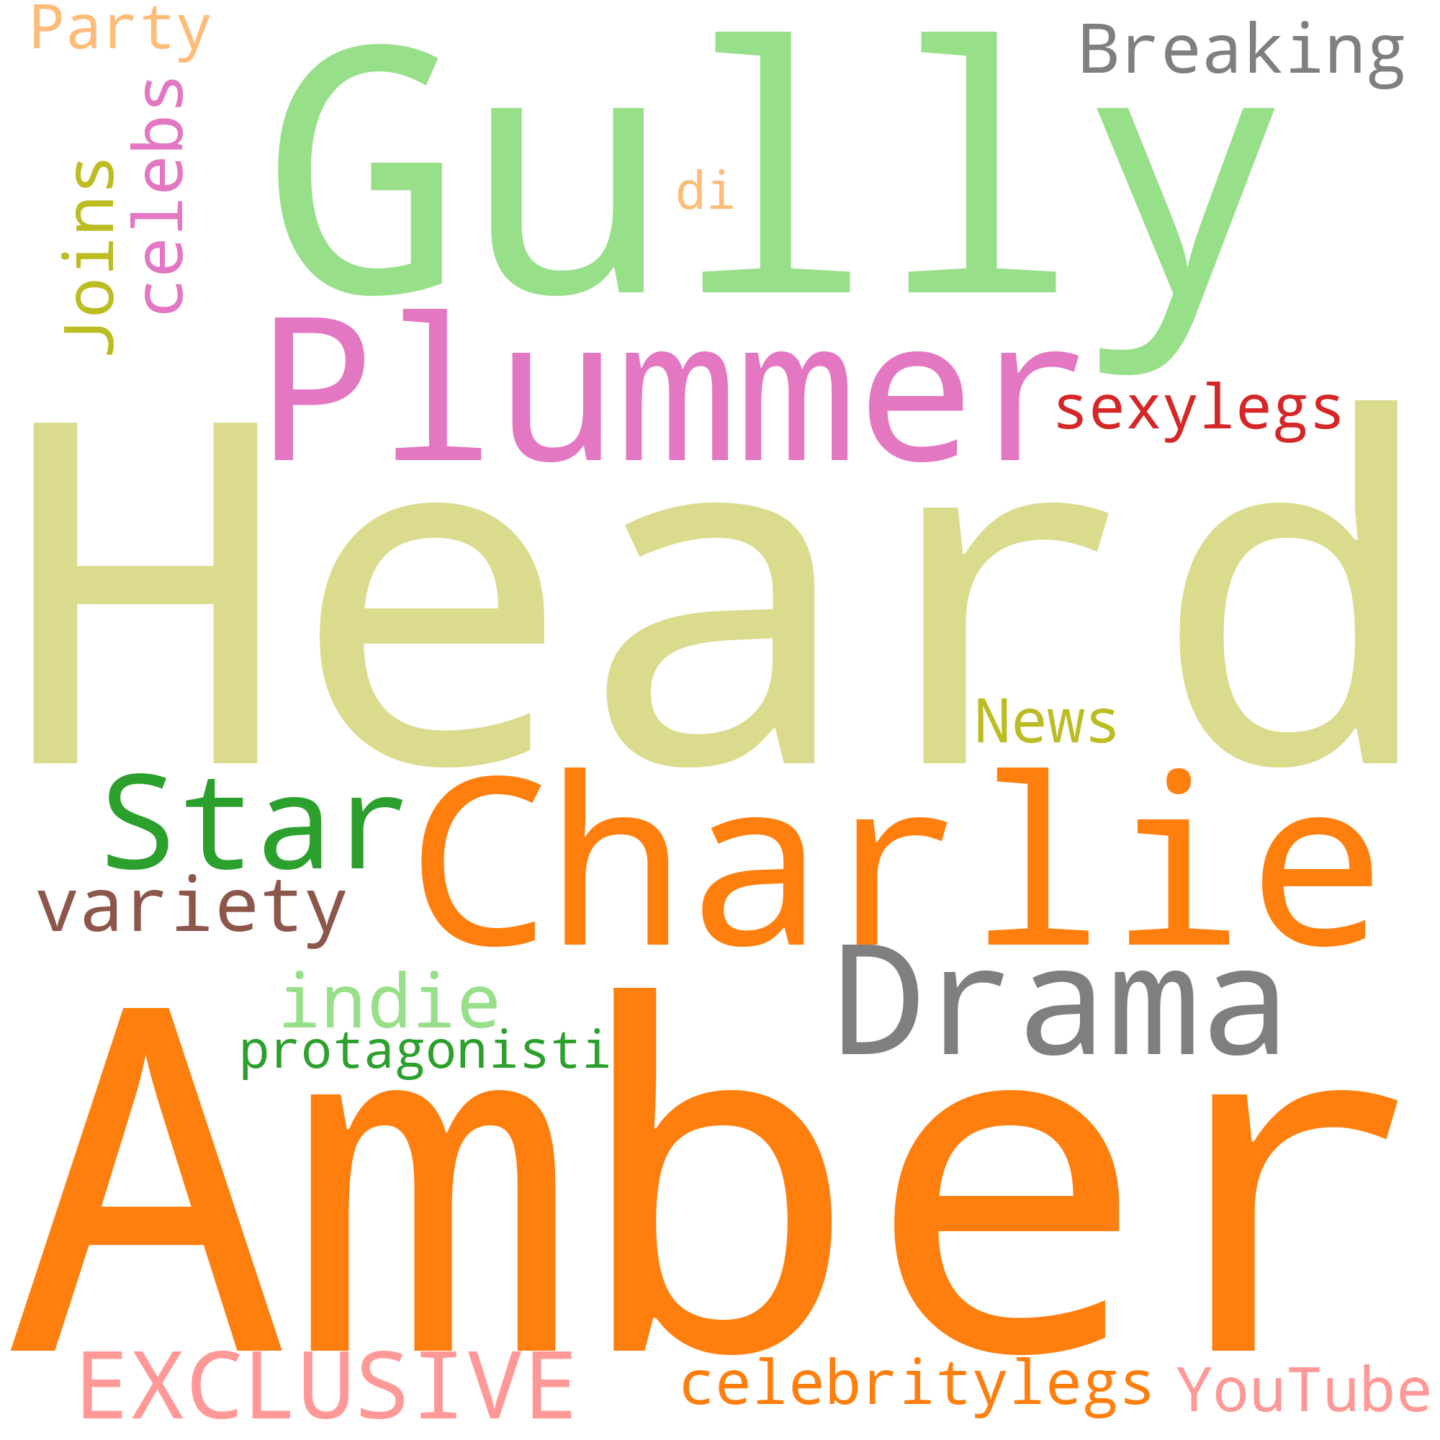 Party
Breaking
Gully
celebs
Joins
di
Plummer
sexylegs
Heard
News
Star
Charlie
variety
Drama
indie
protagonisti
Amber
EXCLUSIVE
celebritylegs
YouTube